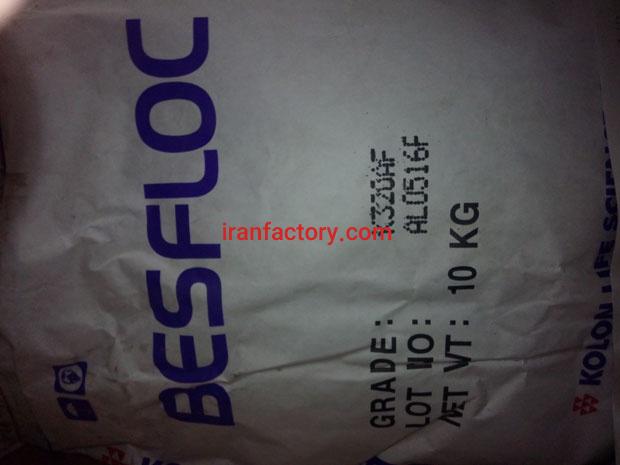 BESFLOC
GRADE: K320AF
LOT NO: AL0516F
NET WT: 10 KG
KOLON LIFE SCIENCE
iranfactory.com